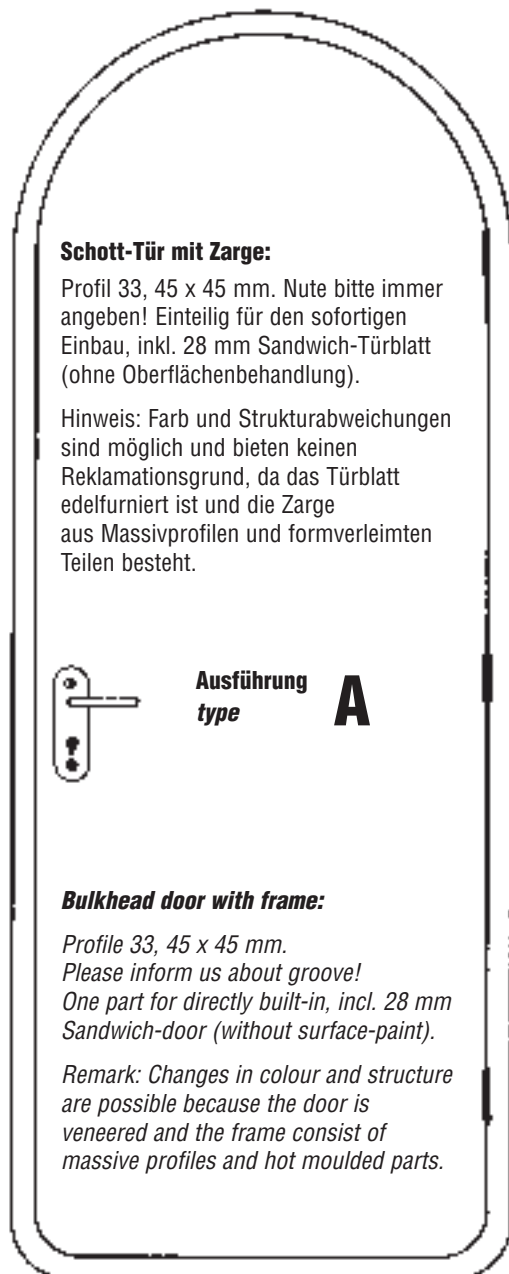 Schott-Tür mit Zarge:
Profil 33, 45 x 45 mm. Nute bitte immer
angeben! Einteilig für den sofortigen
Einbau, inkl. 28 mm Sandwich-Türblatt
(ohne Oberflächenbehandlung).
Hinweis: Farb und Strukturabweichungen
sind möglich und bieten keinen
Reklamationsgrund, da das Türblatt
edelfurniert ist und die Zarge
aus Massivprofilen und formverleimten
Teilen besteht.
Ausführung A
type
Bulkhead door with frame:
Profile 33, 45 x 45 mm.
Please inform us about groove!
One part for directly built-in, incl. 28 mm
Sandwich-door (without surface-paint).
Remark: Changes in colour and structure
are possible because the door is
veneered and the frame consist of
massive profiles and hot moulded parts.